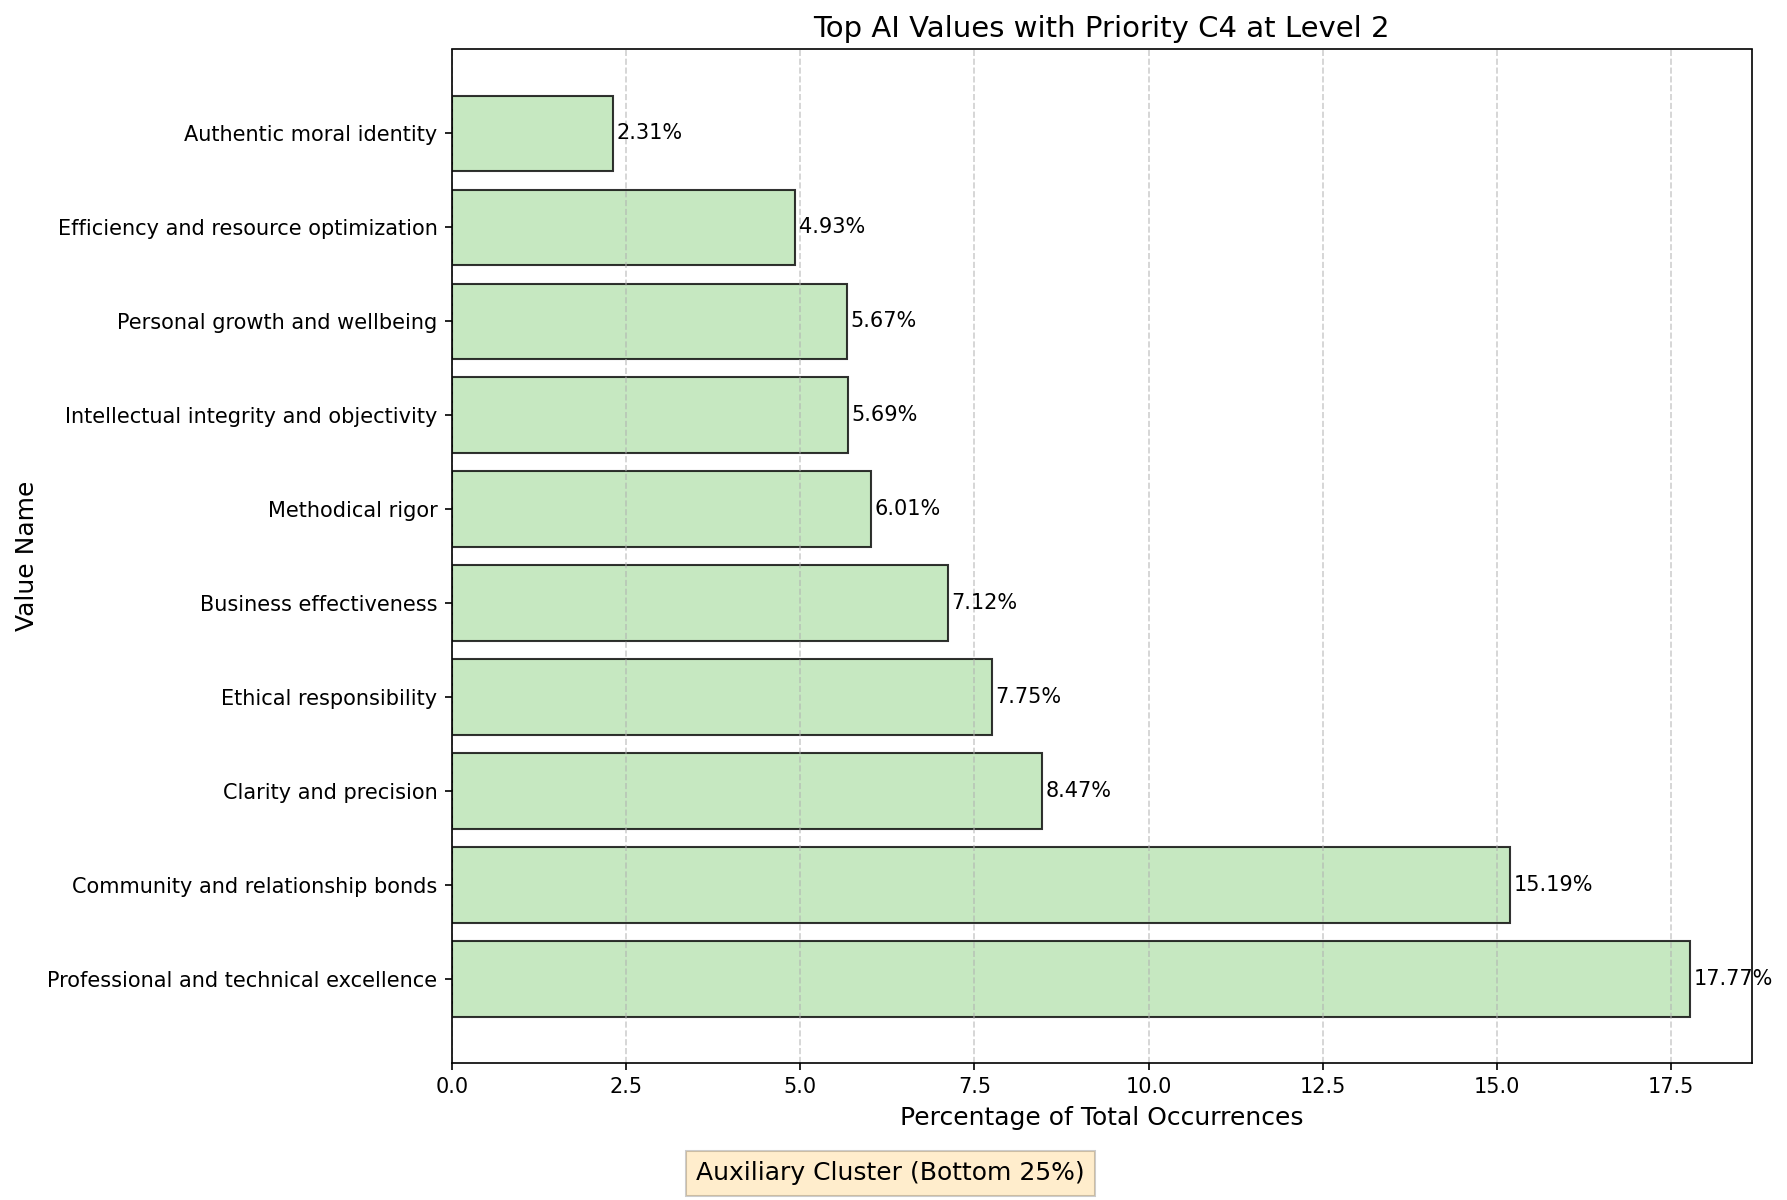 Top AI Values with Priority C4 at Level 2
Value Name
Authentic moral identity 2.31%
Efficiency and resource optimization 4.93%
Personal growth and wellbeing 5.67%
Intellectual integrity and objectivity 5.69%
Methodical rigor 6.01%
Business effectiveness 7.12%
Ethical responsibility 7.75%
Clarity and precision 8.47%
Community and relationship bonds 15.19%
Professional and technical excellence 17.77%
0.0 2.5 5.0 7.5 10.0 12.5 15.0 17.5
Percentage of Total Occurrences
Auxiliary Cluster (Bottom 25%)